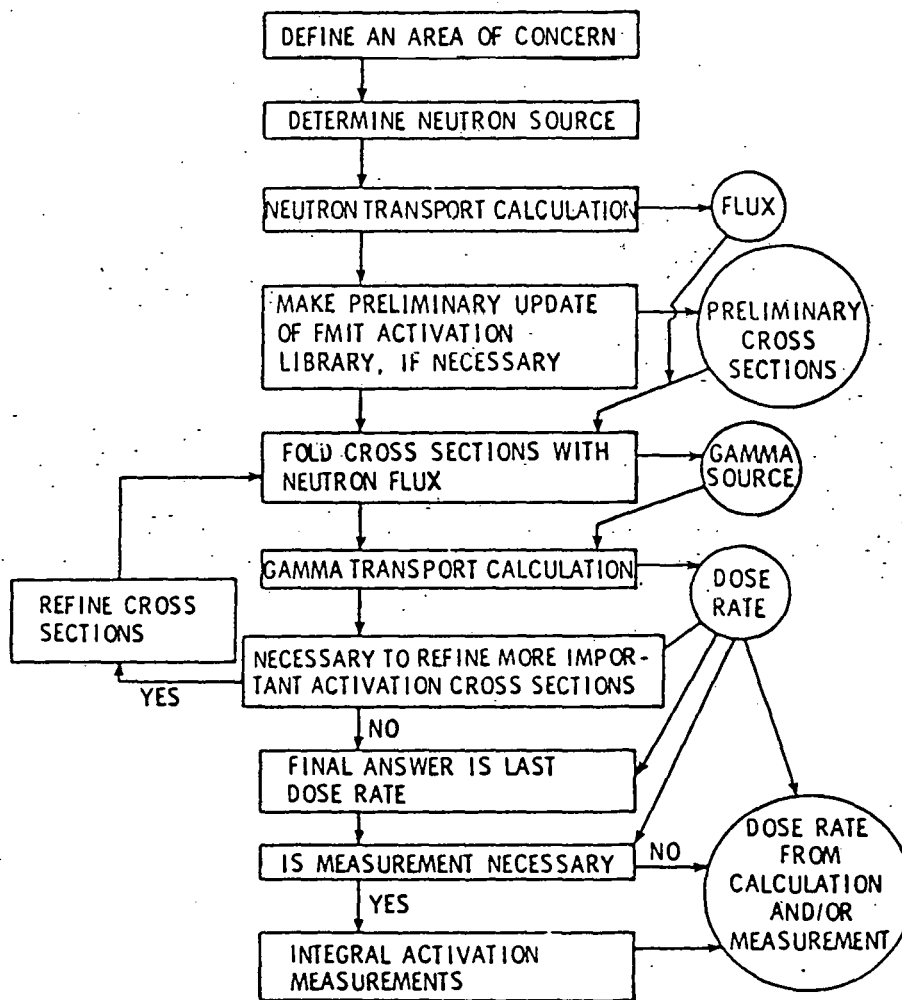 DEFINE AN AREA OF CONCERN
DETERMINE NEUTRON SOURCE
NEUTRON TRANSPORT CALCULATION
FLUX
MAKE PRELIMINARY UPDATE
OF FMIT ACTIVATION
LIBRARY, IF NECESSARY
PRELIMINARY
CROSS
SECTIONS
FOLD CROSS SECTIONS WITH
NEUTRON FLUX
GAMMA
SOURCE
GAMMA TRANSPORT CALCULATION
DOSE
RATE
REFINE CROSS
SECTIONS
NECESSARY TO REFINE MORE IMPOR-
TANT ACTIVATION CROSS SECTIONS
YES
NO
FINAL ANSWER IS LAST
DOSE RATE
IS MEASUREMENT NECESSARY
NO
YES
DOSE RATE
FROM
CALCULATION
AND/OR
MEASUREMENT
INTEGRAL ACTIVATION
MEASUREMENTS